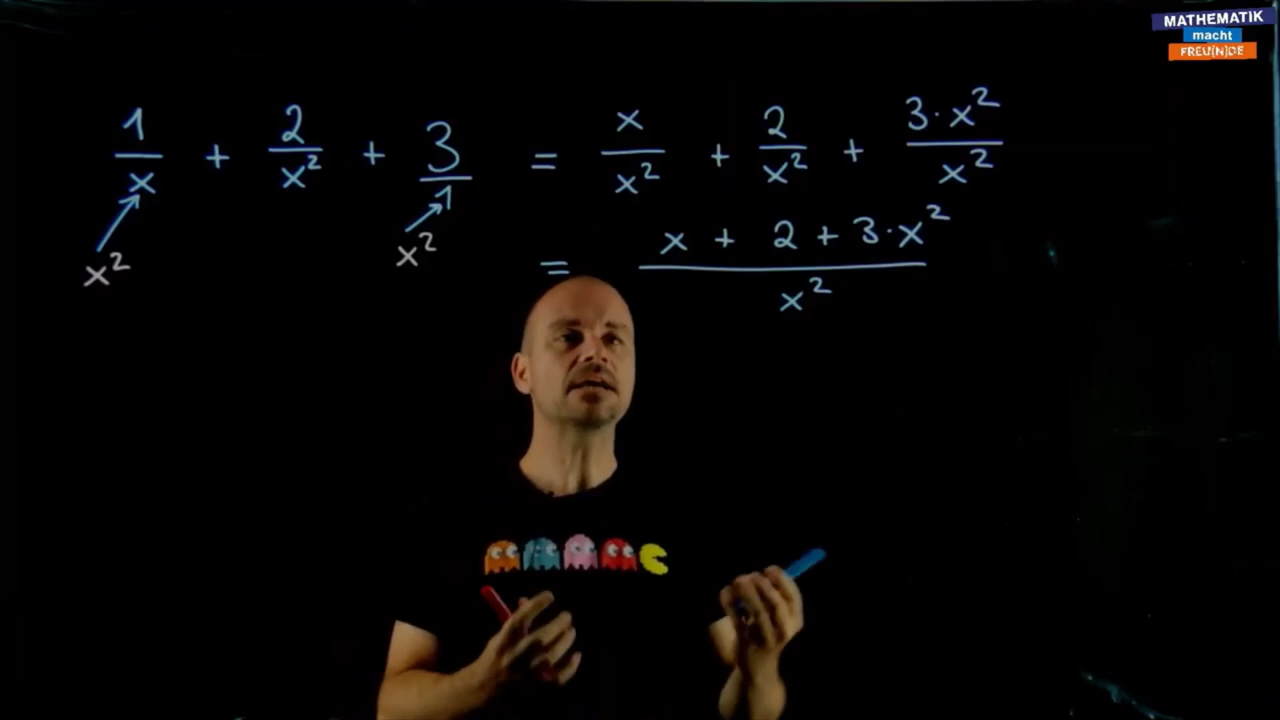 MATHEMATIK
macht
FREU(N)DE
1/x + 2/x² + 3/1 = x/x² + 2/x² + 3·x²/x²
x² x²
= (x + 2 + 3·x²)/x²